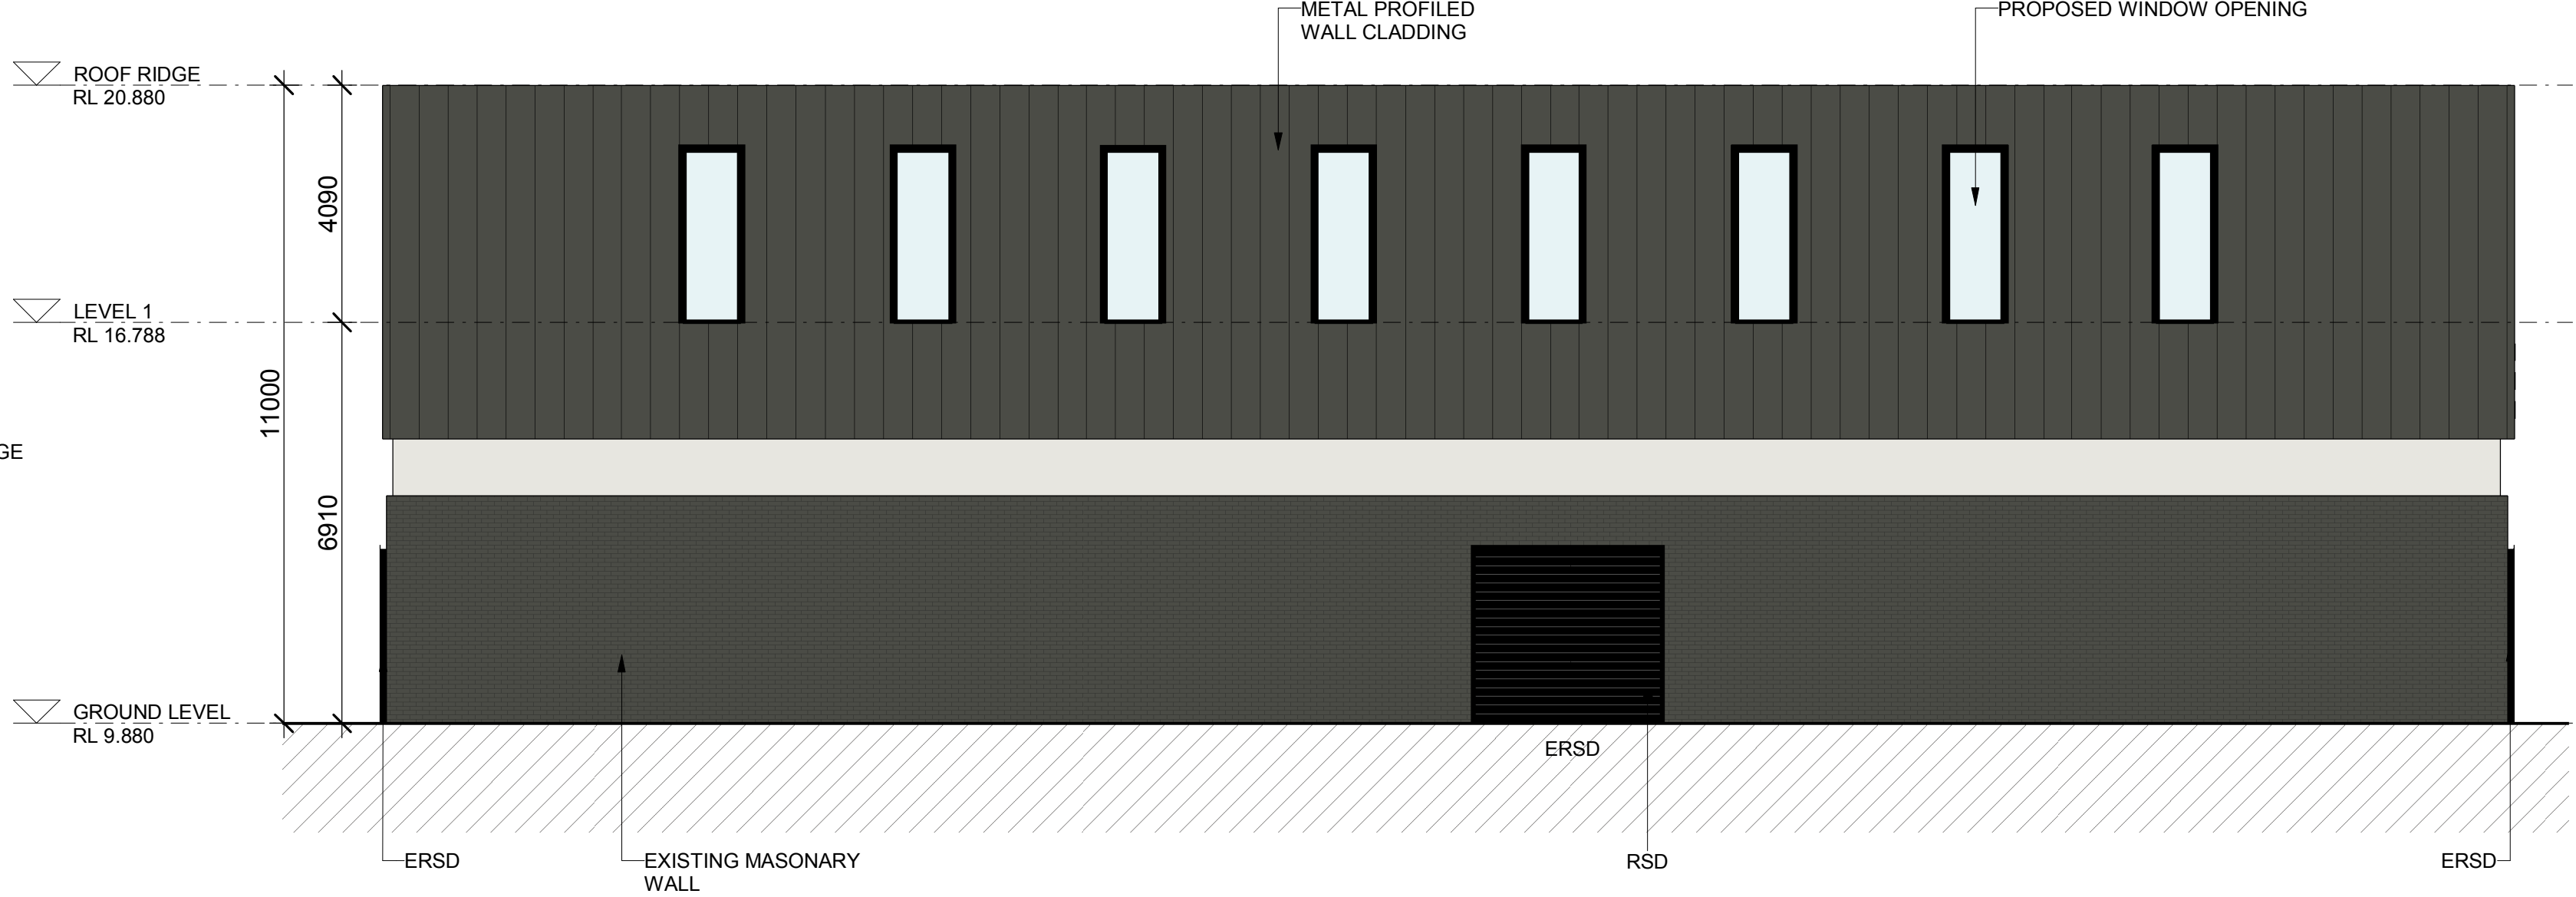 METAL PROFILED
WALL CLADDING
PROPOSED WINDOW OPENING
ROOF RIDGE
RL 20.880
4090
LEVEL 1
RL 16.788
11000
GE
6910
GROUND LEVEL
RL 9.880
ERSD
ERSD
EXISTING MASONARY
WALL
RSD
ERSD